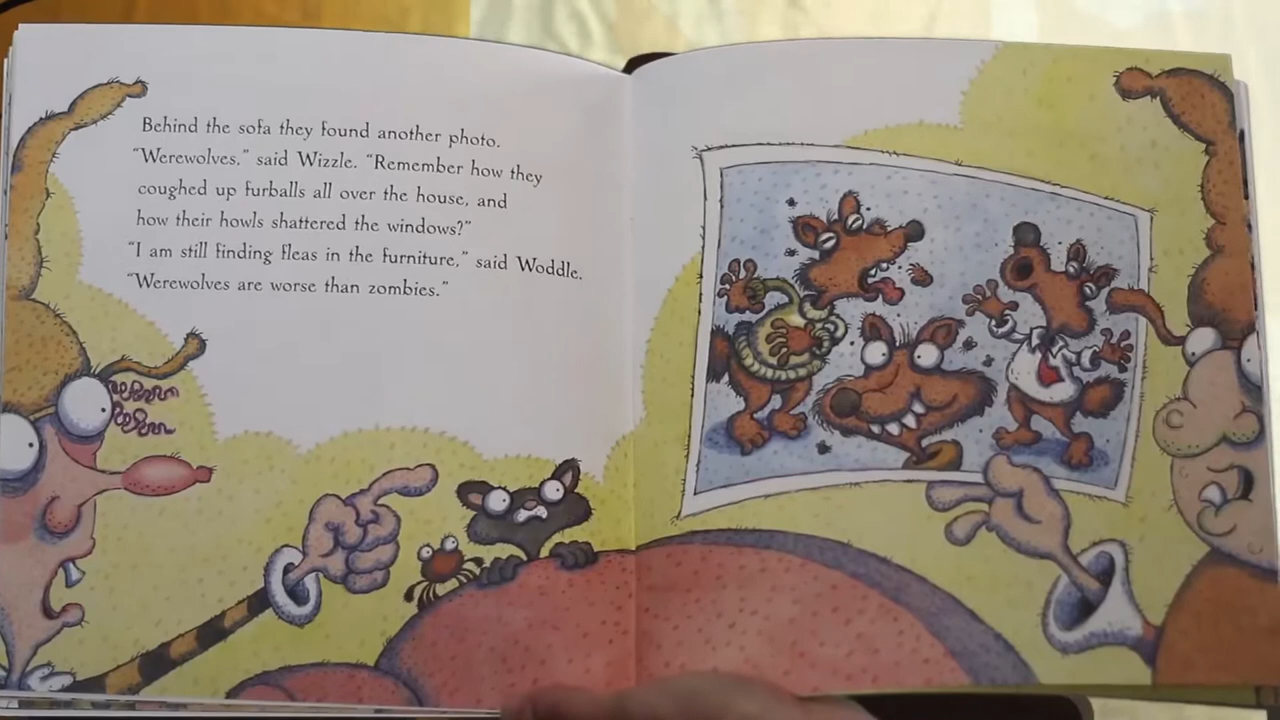 Behind the sofa they found another photo.
"Werewolves," said Wizzle. "Remember how they
coughed up furballs all over the house, and
how their howls shattered the windows?"
"I am still finding fleas in the furniture," said Woddle.
"Werewolves are worse than zombies."